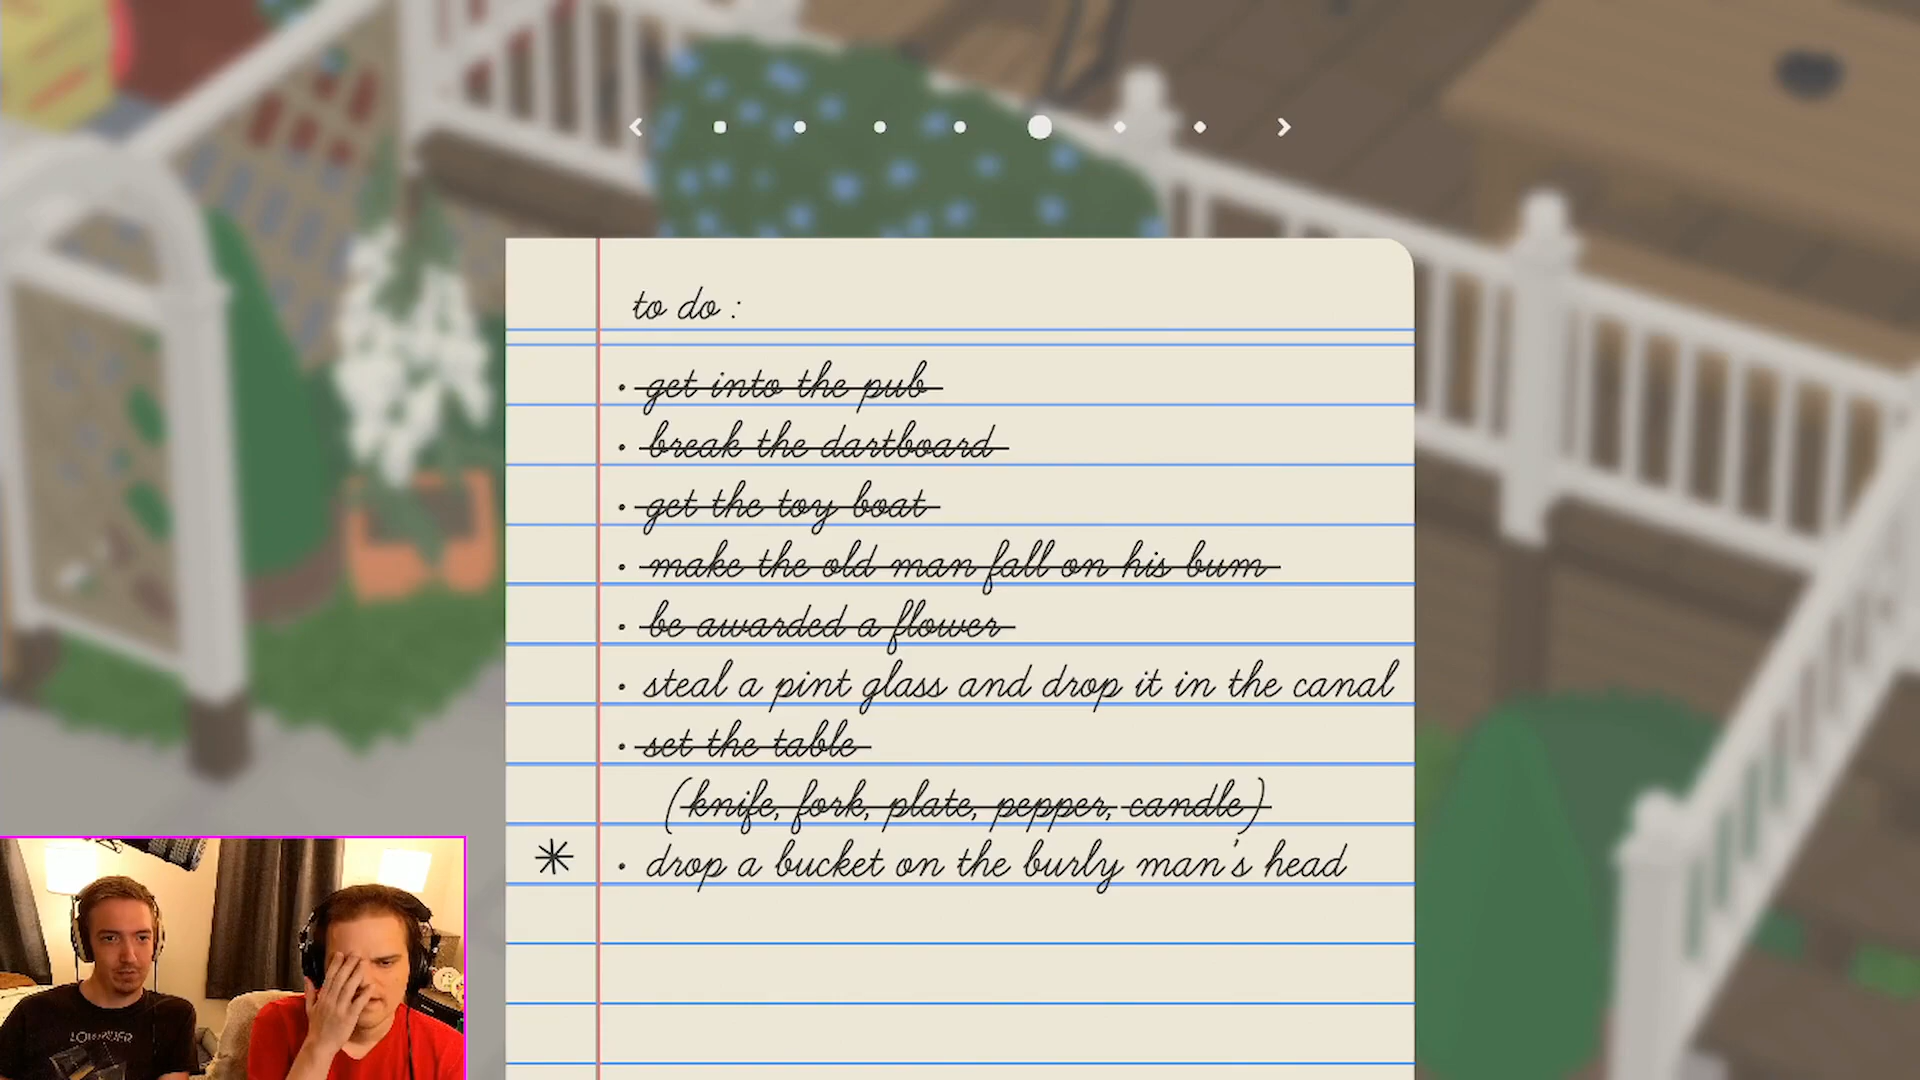 to do :
• get into the pub
• break the dartboard
• get the toy boat
• make the old man fall on his bum
• be awarded a flower
• steal a pint glass and drop it in the canal
• set the table
(knife, fork, plate, pepper, candle)
• drop a bucket on the burly man's head